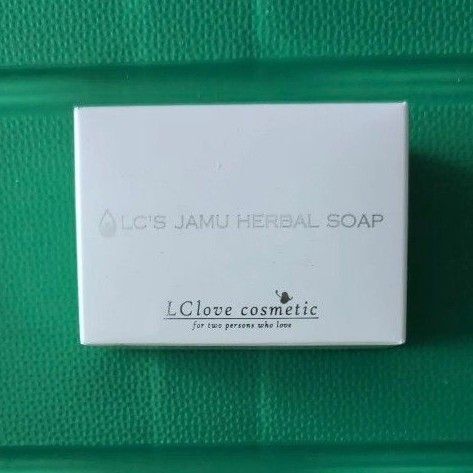 LC'S JAMU HERBAL SOAP
LClove cosmetic
for two persons who love